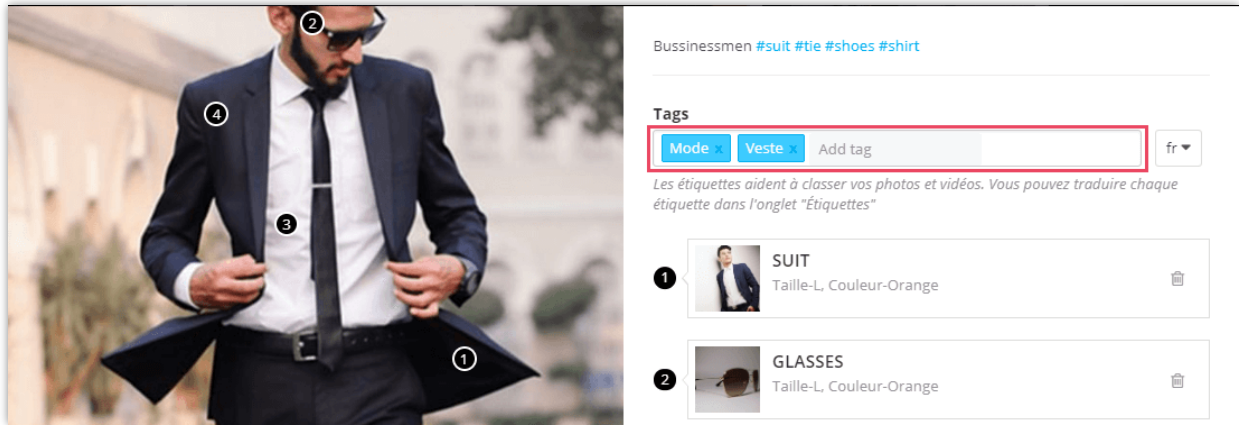 2
4
3
1
Bussinessmen #suit #tie #shoes #shirt
Tags
Mode x Veste x Add tag fr
Les étiquettes aident à classer vos photos et vidéos. Vous pouvez traduire chaque
étiquette dans l'onglet "Étiquettes"
1
SUIT
Taille-L, Couleur-Orange
2
GLASSES
Taille-L, Couleur-Orange